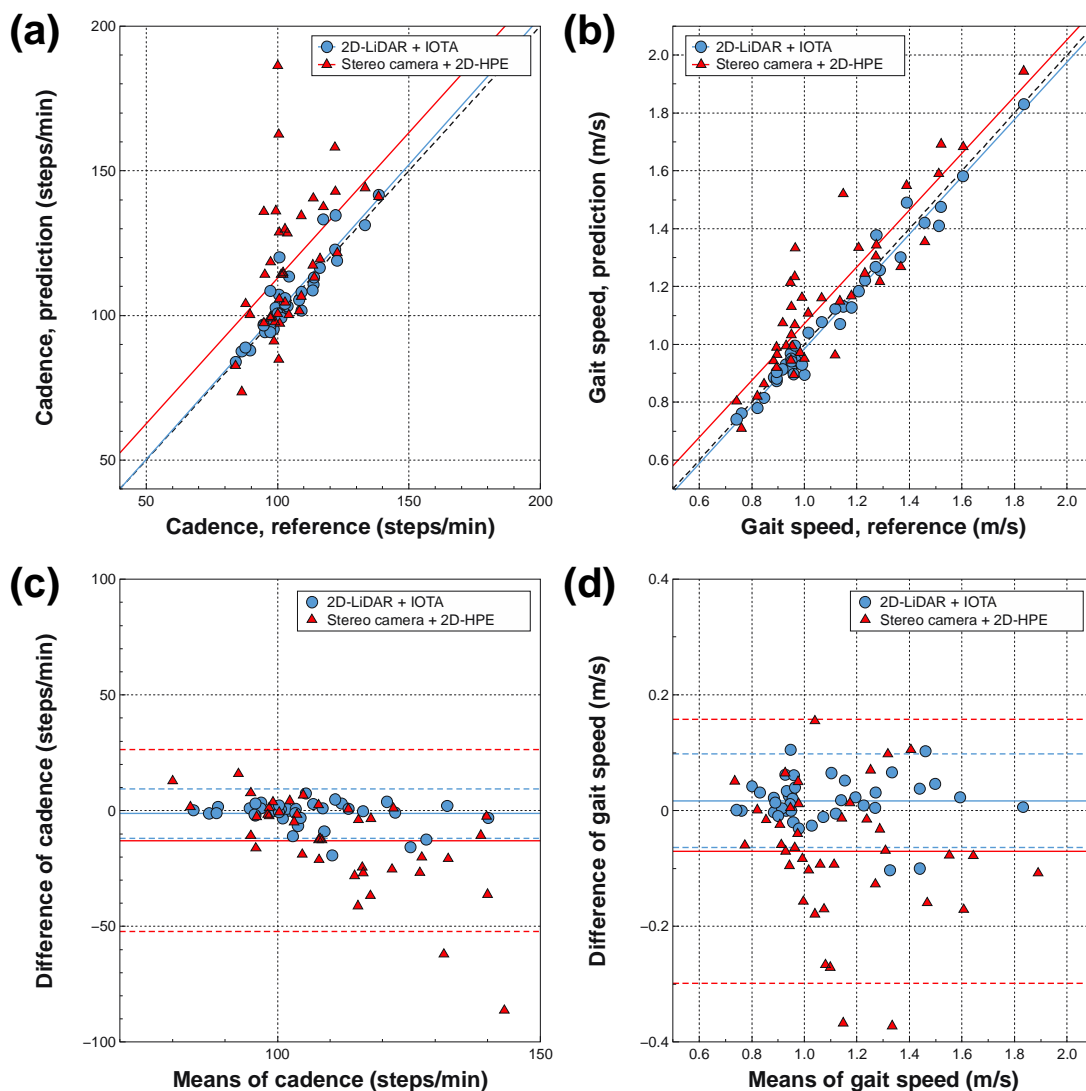 (a)
200
150
100
50
50
100
150
200
Cadence, prediction (steps/min)
Cadence, reference (steps/min)
2D-LiDAR + IOTA
Stereo camera + 2D-HPE
(b)
2.0
1.8
1.6
1.4
1.2
1.0
0.8
0.6
0.6
0.8
1.0
1.2
1.4
1.6
1.8
2.0
Gait speed, prediction (m/s)
Gait speed, reference (m/s)
2D-LiDAR + IOTA
Stereo camera + 2D-HPE
(c)
100
50
0
−50
−100
100
150
Difference of cadence (steps/min)
Means of cadence (steps/min)
2D-LiDAR + IOTA
Stereo camera + 2D-HPE
(d)
0.4
0.2
0
−0.2
−0.4
0.6
0.8
1.0
1.2
1.4
1.6
1.8
2.0
Difference of gait speed (m/s)
Means of gait speed (m/s)
2D-LiDAR + IOTA
Stereo camera + 2D-HPE